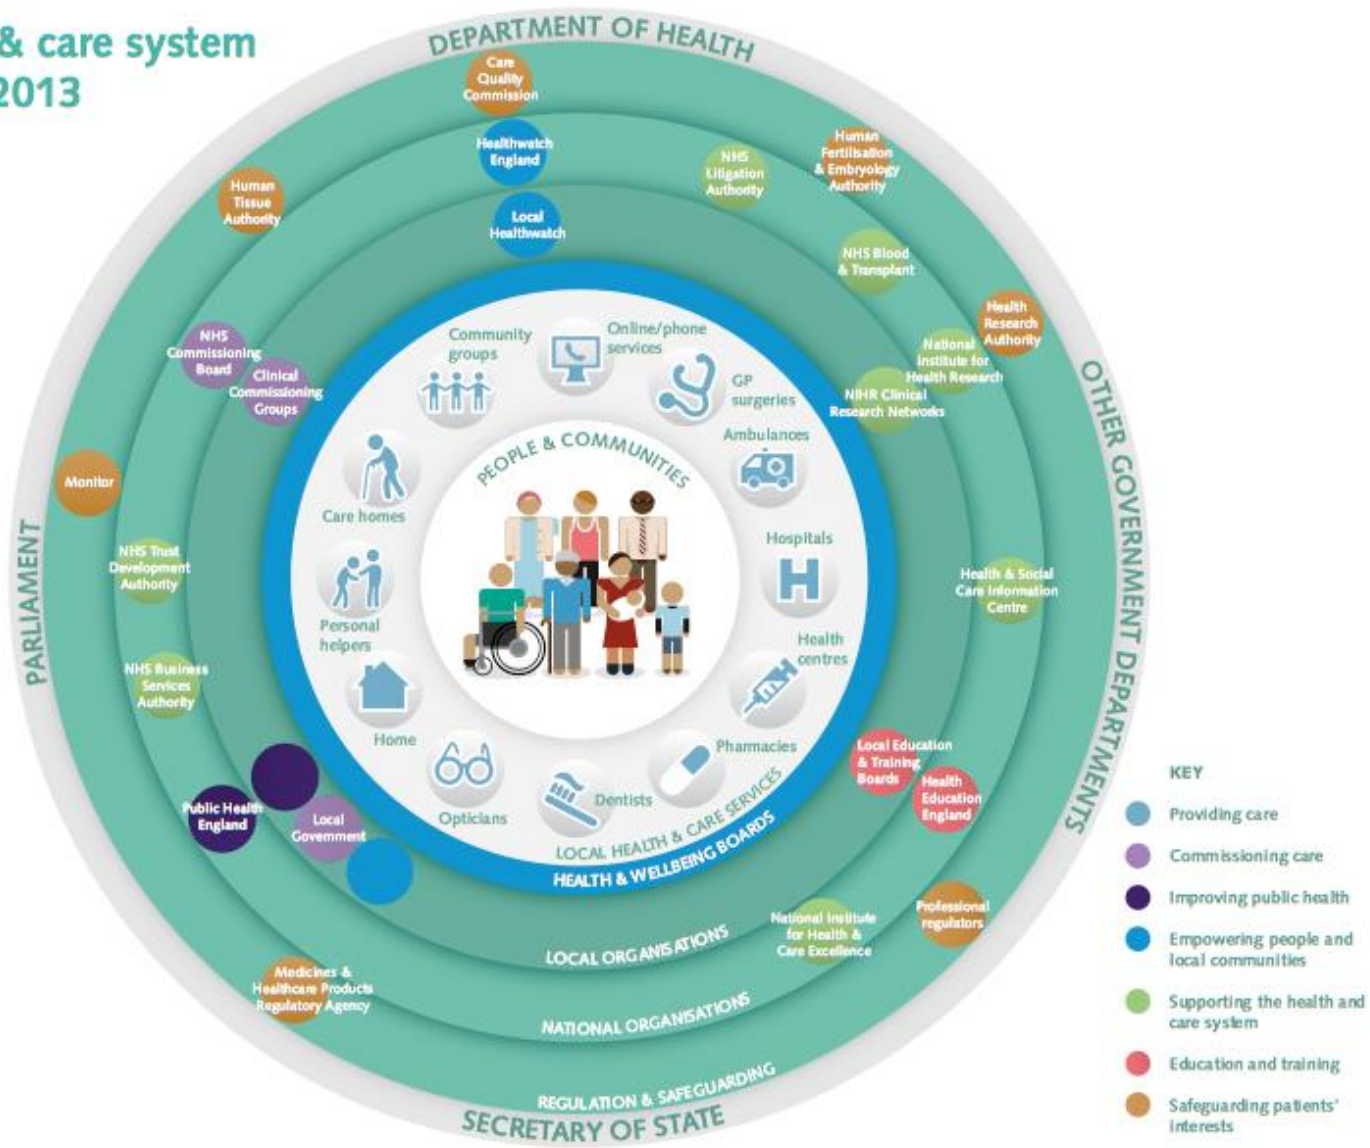 & care system
2013
DEPARTMENT OF HEALTH
Care
Quality
Commission
Healthwatch
England
Local
Healthwatch
NHS
Litigation
Authority
Human
Fertilisation
& Embryology
Authority
Human
Tissue
Authority
NHS Blood
& Transplant
Health
Research
Authority
National
Institute for
Health Research
NIHR Clinical
Research Networks
NHS
Commissioning
Board
Clinical
Commissioning
Groups
Community
groups
Online/phone
services
GP
surgeries
Ambulances
PEOPLE & COMMUNITIES
Care homes
Hospitals
H
Monitor
PARLIAMENT
OTHER GOVERNMENT DEPARTMENTS
NHS Trust
Development
Authority
Health & Social
Care Information
Centre
Personal
helpers
Health
centres
NHS Business
Services
Authority
Home
Pharmacies
Opticians
Dentists
Local Education
& Training
Boards
Health
Education
England
Public Health
England
Local
Government
LOCAL HEALTH & CARE SERVICES
HEALTH & WELLBEING BOARDS
LOCAL ORGANISATIONS
National Institute
for Health &
Care Excellence
Professional
regulators
Medicines &
Healthcare Products
Regulatory Agency
NATIONAL ORGANISATIONS
REGULATION & SAFEGUARDING
SECRETARY OF STATE
KEY
Providing care
Commissioning care
Improving public health
Empowering people and
local communities
Supporting the health and
care system
Education and training
Safeguarding patients'
interests